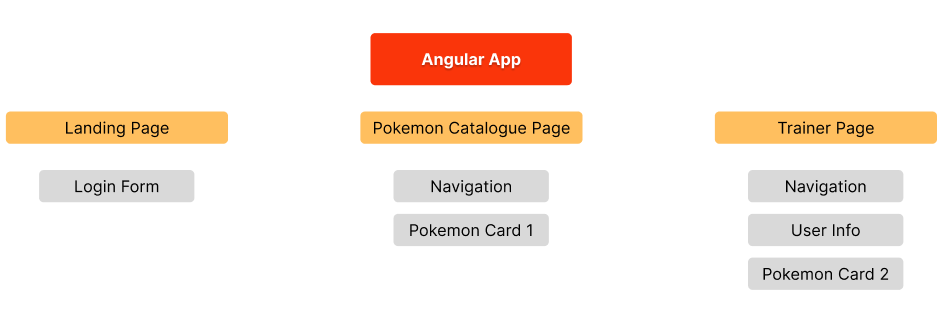 Angular App
Landing Page
Login Form
Pokemon Catalogue Page
Navigation
Pokemon Card 1
Trainer Page
Navigation
User Info
Pokemon Card 2